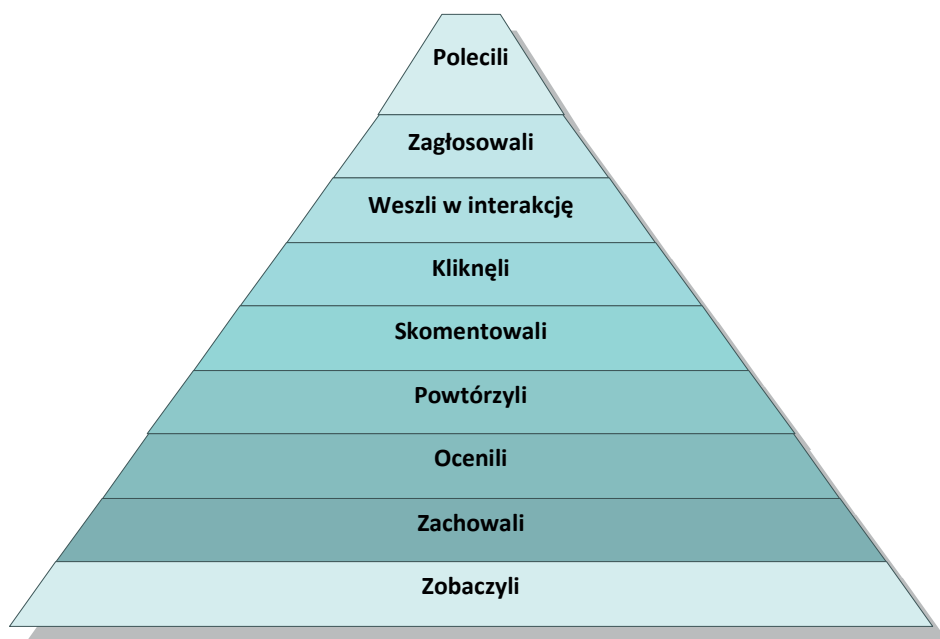 Polecili
Zagłosowali
Weszli w interakcję
Kliknęli
Skomentowali
Powtórzyli
Ocenili
Zachowali
Zobaczyli